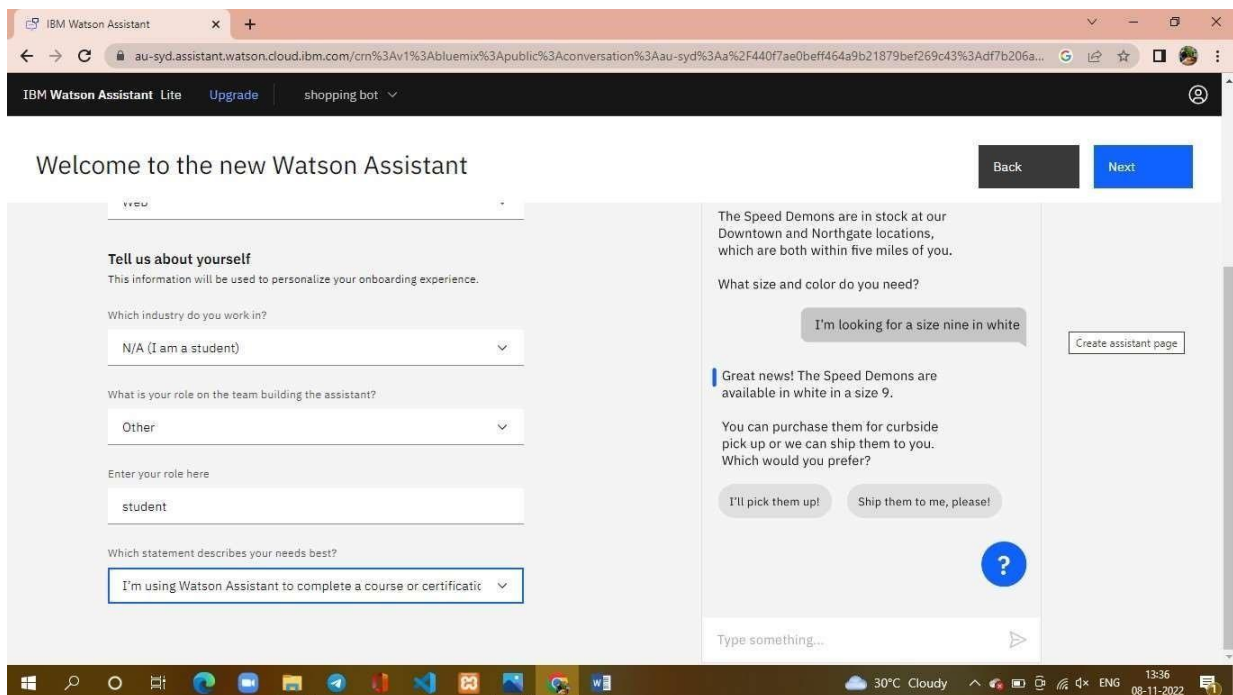 IBM Watson Assistant
au-syd.assistant.watson.cloud.ibm.com/crn%3Av1%3Abluemix%3Apublic%3Aconversation%3Aau-syd%3Aa%2F440f7ae0beff464a9b21879bef269c43%3Adf7b206a...
IBM Watson Assistant Lite Upgrade shopping bot
Welcome to the new Watson Assistant
Back
Next
Web
Tell us about yourself
This information will be used to personalize your onboarding experience.
Which industry do you work in?
N/A (I am a student)
What is your role on the team building the assistant?
Other
Enter your role here
student
Which statement describes your needs best?
I'm using Watson Assistant to complete a course or certificatic
The Speed Demons are in stock at our
Downtown and Northgate locations,
which are both within five miles of you.
What size and color do you need?
I'm looking for a size nine in white
Great news! The Speed Demons are
available in white in a size 9.
You can purchase them for curbside
pick up or we can ship them to you.
Which would you prefer?
I'll pick them up!
Ship them to me, please!
?
Type something...
Create assistant page
30°C Cloudy
ENG
13:36
08-11-2022